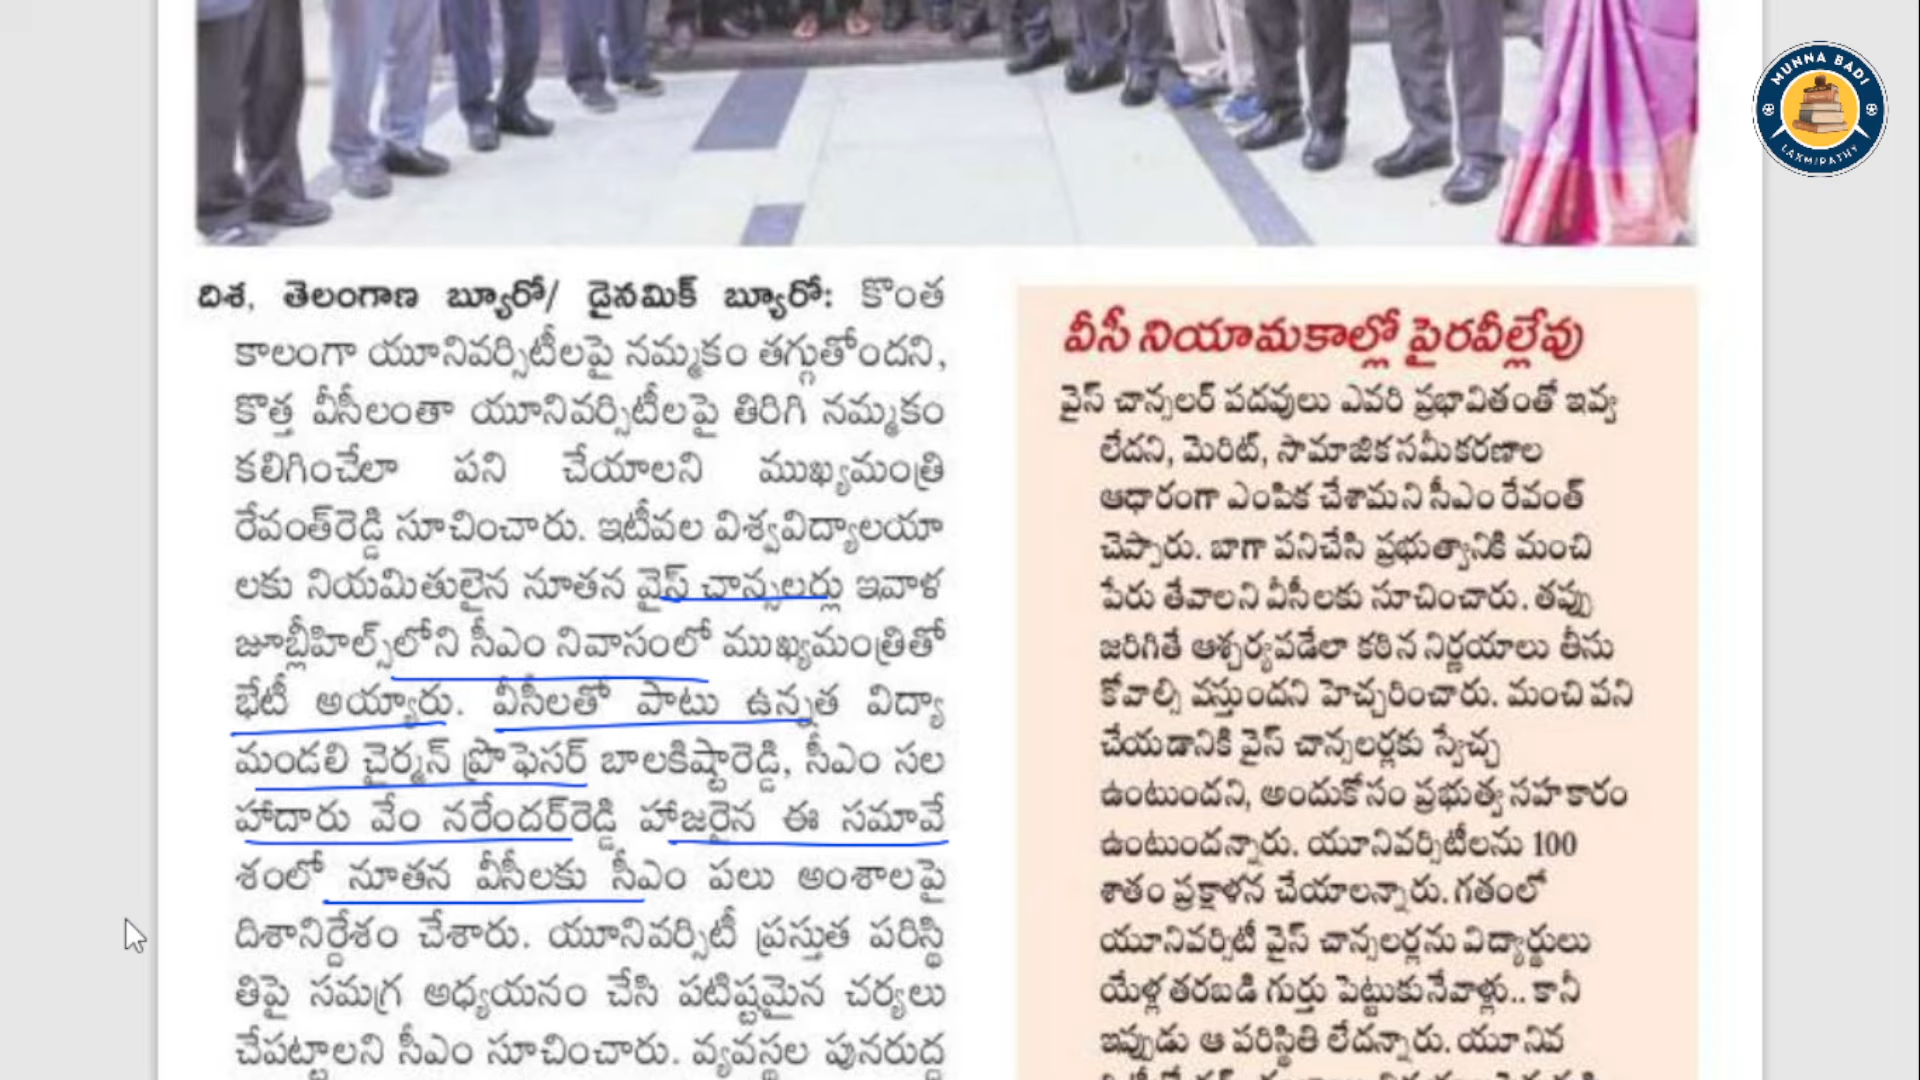 MUNNA BADI
LAXMIPATHY
దిశ, తెలంగాణ బ్యూరో/ డైనమిక్ బ్యూరో: కొంత
కాలంగా యూనివర్సిటీలపై నమ్మకం తగ్గుతోందని,
కొత్త వీసీలంతా యూనివర్సిటీలపై తిరిగి నమ్మకం
కలిగించేలా పని చేయాలని ముఖ్యమంత్రి
రేవంత్‌రెడ్డి సూచించారు. ఇటీవల విశ్వవిద్యాలయా
లకు నియమితులైన నూతన వైస్ చాన్సలర్లు ఇవాళ
జూబ్లీహిల్స్‌లోని సీఎం నివాసంలో ముఖ్యమంత్రితో
భేటీ అయ్యారు. వీసీలతో పాటు ఉన్నత విద్యా
మండలి చైర్మన్ ప్రొఫెసర్ బాలకిష్టారెడ్డి, సీఎం సల
హాదారు వేం నరేందర్‌రెడ్డి హాజరైన ఈ సమావే
శంలో నూతన వీసీలకు సీఎం పలు అంశాలపై
దిశానిర్దేశం చేశారు. యూనివర్సిటీ ప్రస్తుత పరిస్థి
తిపై సమగ్ర అధ్యయనం చేసి పటిష్టమైన చర్యలు
చేపట్టాలని సీఎం సూచించారు. వ్యవస్థల పునరుద్ధ
వీసీ నియామకాల్లో పైరవీల్లేవు
వైస్ చాన్సలర్ పదవులు ఎవరి ప్రభావితంతో ఇవ్వ
లేదని, మెరిట్, సామాజిక సమీకరణాల
ఆధారంగా ఎంపిక చేశామని సీఎం రేవంత్
చెప్పారు. బాగా పనిచేసి ప్రభుత్వానికి మంచి
పేరు తేవాలని వీసీలకు సూచించారు. తప్పు
జరిగితే ఆశ్చర్యపడేలా కఠిన నిర్ణయాలు తీసు
కోవాల్సి వస్తుందని హెచ్చరించారు. మంచి పని
చేయడానికి వైస్ చాన్సలర్లకు స్వేచ్ఛ
ఉంటుందని, అందుకోసం ప్రభుత్వ సహకారం
ఉంటుందన్నారు. యూనివర్సిటీలను 100
శాతం ప్రక్షాళన చేయాలన్నారు. గతంలో
యూనివర్సిటీ వైస్ చాన్సలర్లను విద్యార్థులు
యేళ్ల తరబడి గుర్తు పెట్టుకునేవాళ్లు.. కానీ
ఇప్పుడు ఆ పరిస్థితి లేదన్నారు. యూనివ